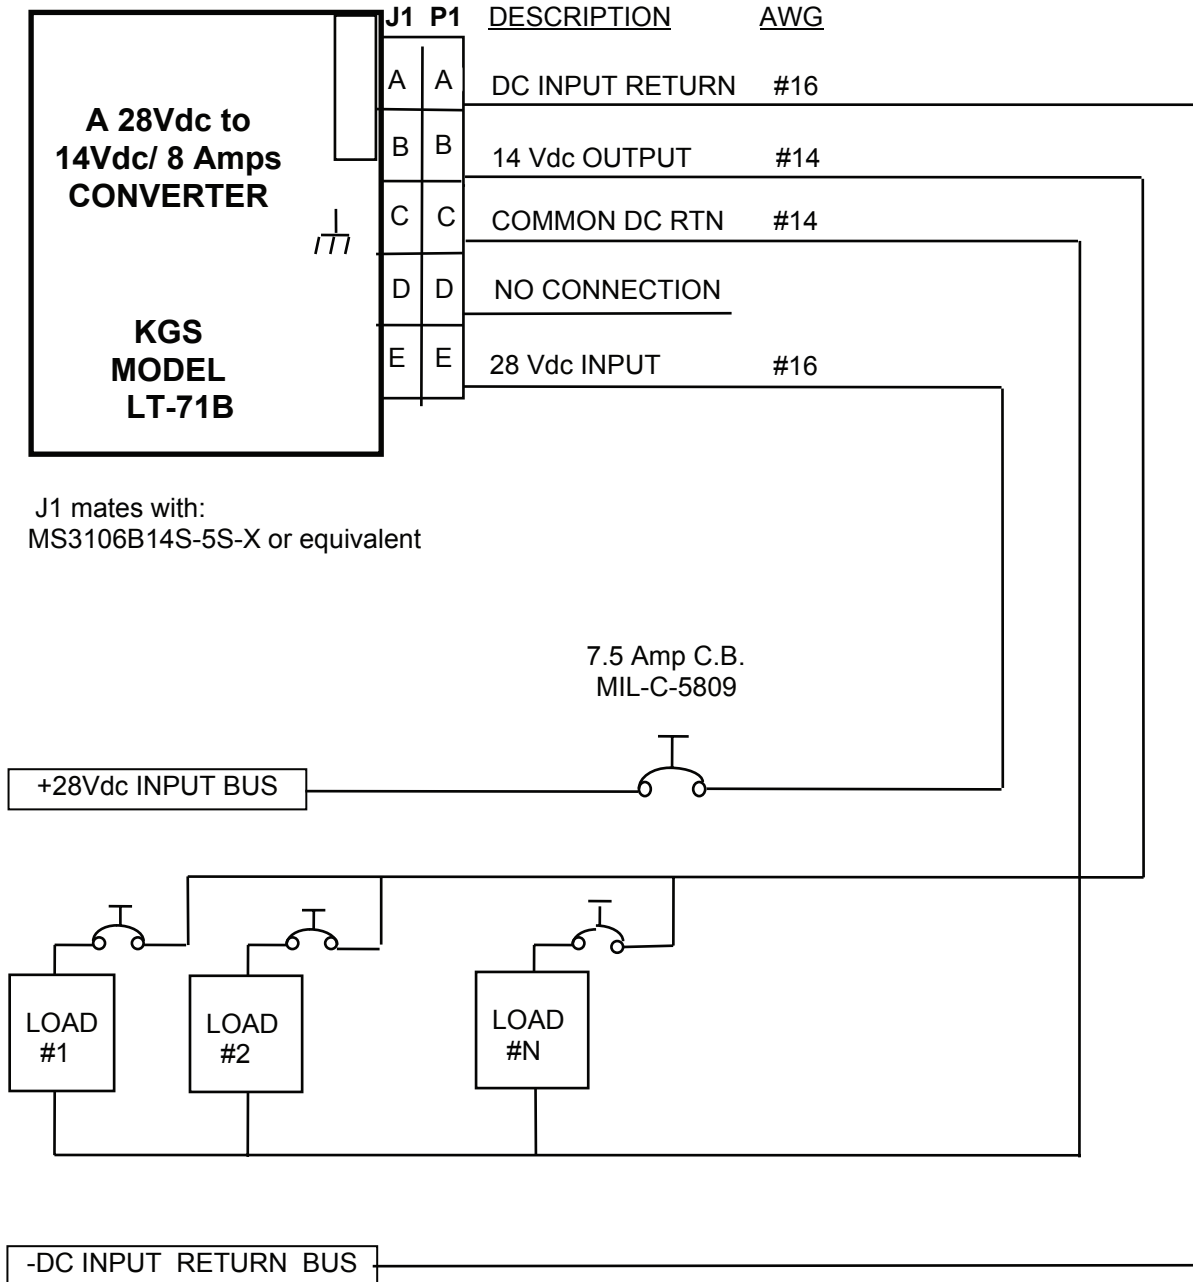 J1 P1 DESCRIPTION AWG
A 28Vdc to
14Vdc/ 8 Amps
CONVERTER
KGS
MODEL
LT-71B
A A DC INPUT RETURN #16
B B 14 Vdc OUTPUT #14
C C COMMON DC RTN #14
D D NO CONNECTION
E E 28 Vdc INPUT #16
J1 mates with:
MS3106B14S-5S-X or equivalent
7.5 Amp C.B.
MIL-C-5809
+28Vdc INPUT BUS
LOAD
#1
LOAD
#2
LOAD
#N
-DC INPUT RETURN BUS